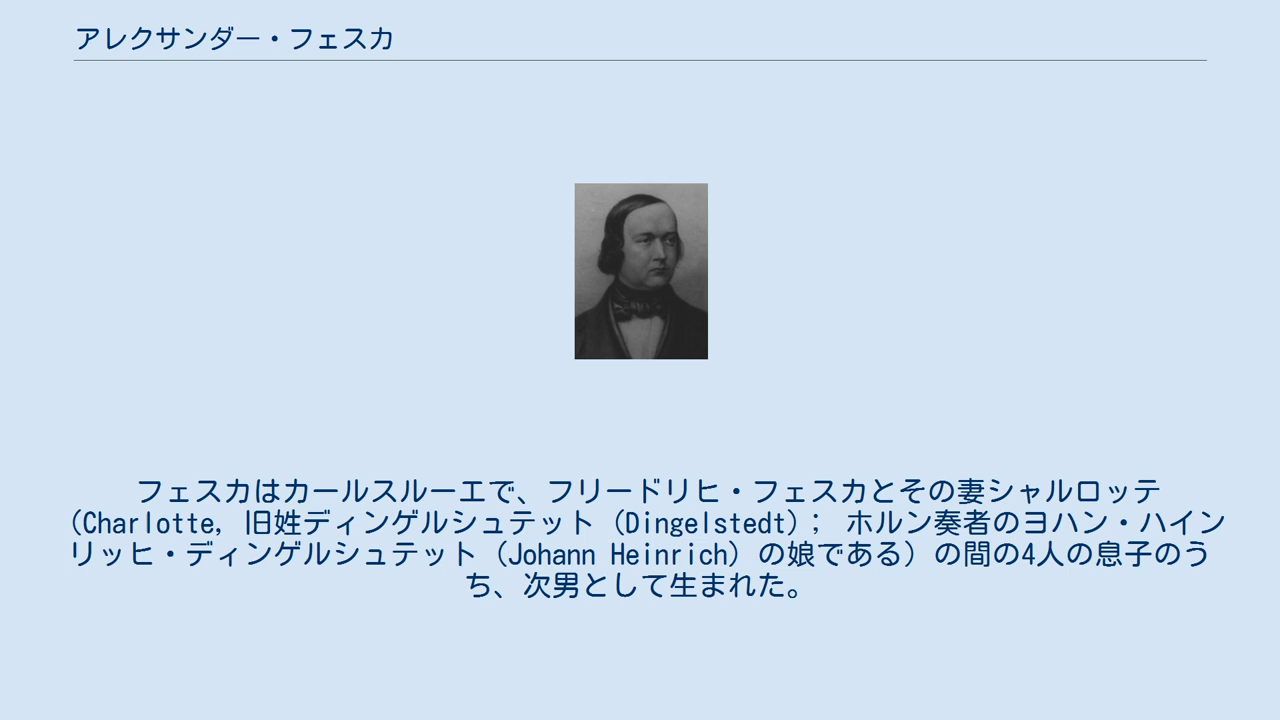 アレクサンダー・フェスカ
フェスカはカールスルーエで、フリードリヒ・フェスカとその妻シャルロッテ
(Charlotte, 旧姓ディンゲルシュテット (Dingelstedt); ホルン奏者のヨハン・ハイン
リッヒ・ディンゲルシュテット (Johann Heinrich) の娘である) の間の4人の息子のう
ち、次男として生まれた。